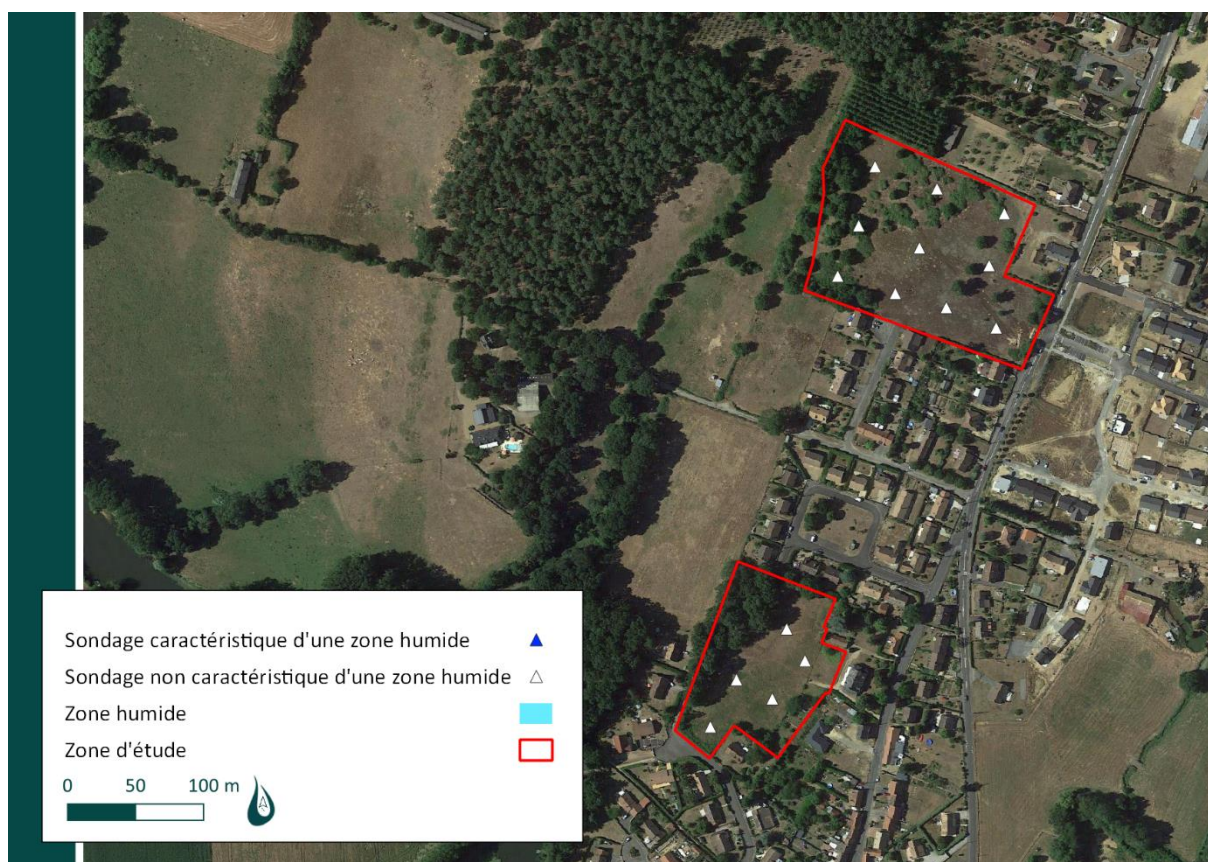 Sondage caractéristique d'une zone humide
Sondage non caractéristique d'une zone humide
Zone humide
Zone d'étude
0 50 100 m